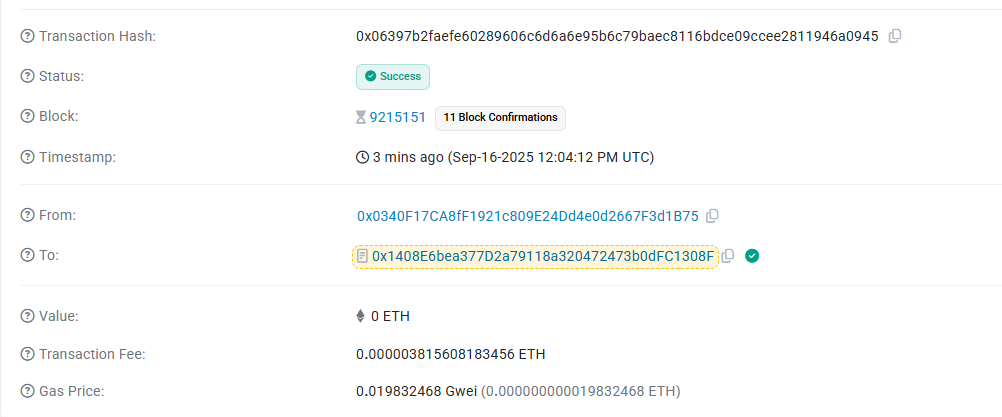 Transaction Hash: 0x06397b2faefe60289606c6d6a6e95b6c79baec8116bdce09ccee2811946a0945
Status: Success
Block: 9215151 11 Block Confirmations
Timestamp: 3 mins ago (Sep-16-2025 12:04:12 PM UTC)
From: 0x0340F17CA8fF1921c809E24Dd4e0d2667F3d1B75
To: 0x1408E6bea377D2a79118a320472473b0dFC1308F
Value: 0 ETH
Transaction Fee: 0.000003815608183456 ETH
Gas Price: 0.019832468 Gwei (0.000000000019832468 ETH)